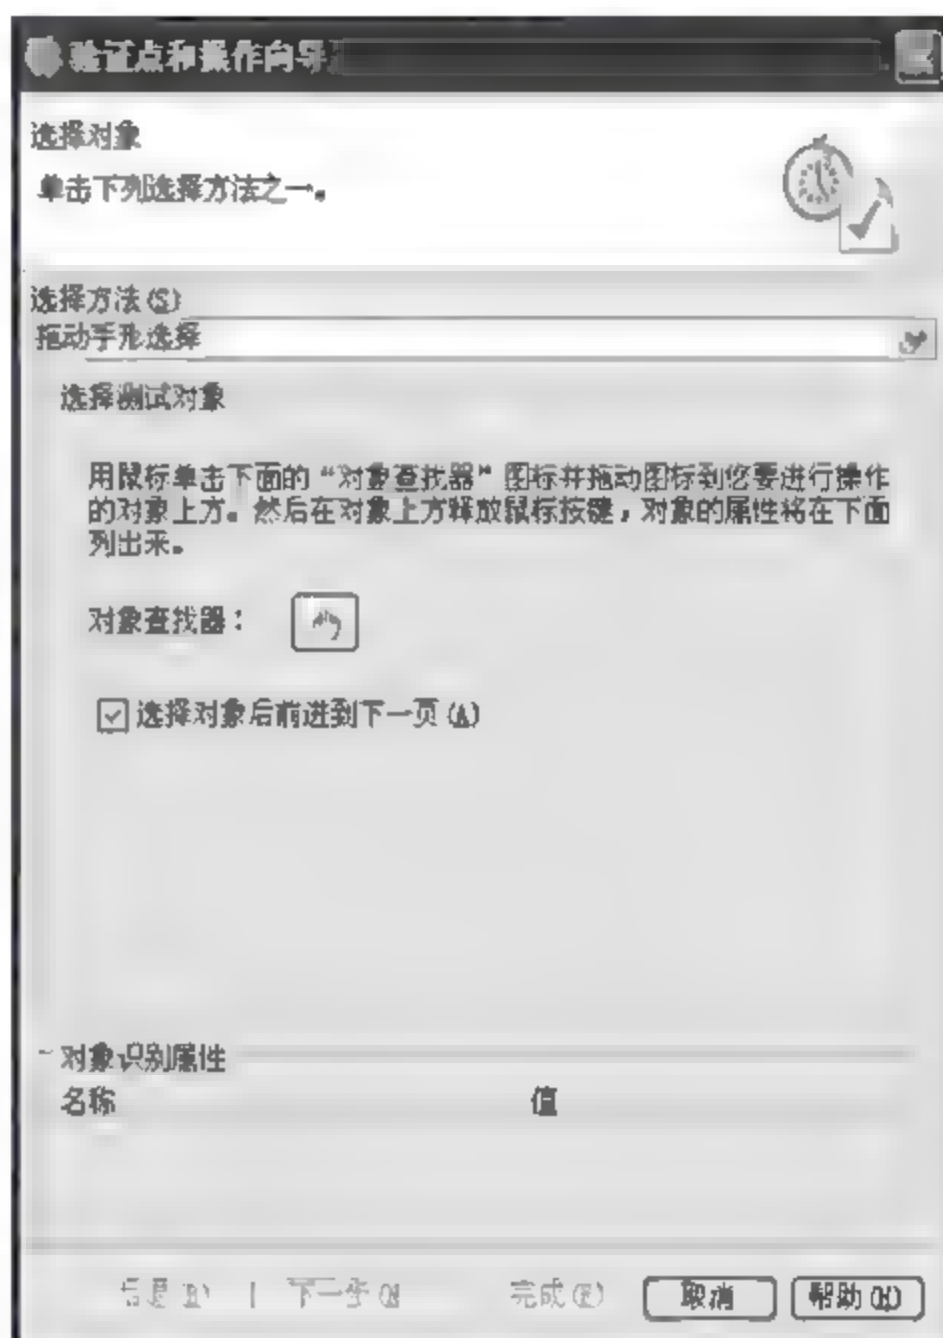 验证点和操作向导
选择对象
单击下列选择方法之一。
选择方法(S)
拖动手形选择
选择测试对象
用鼠标单击下面的“对象查找器”图标并拖动图标到您要进行操作
的对象上方。然后在对象上方释放鼠标按键，对象的属性将在下面
列出来。
对象查找器：
选择对象后前进到下一页(A)
对象识别属性
名称 值
下一步(N 完成(F) 取消 帮助(H)